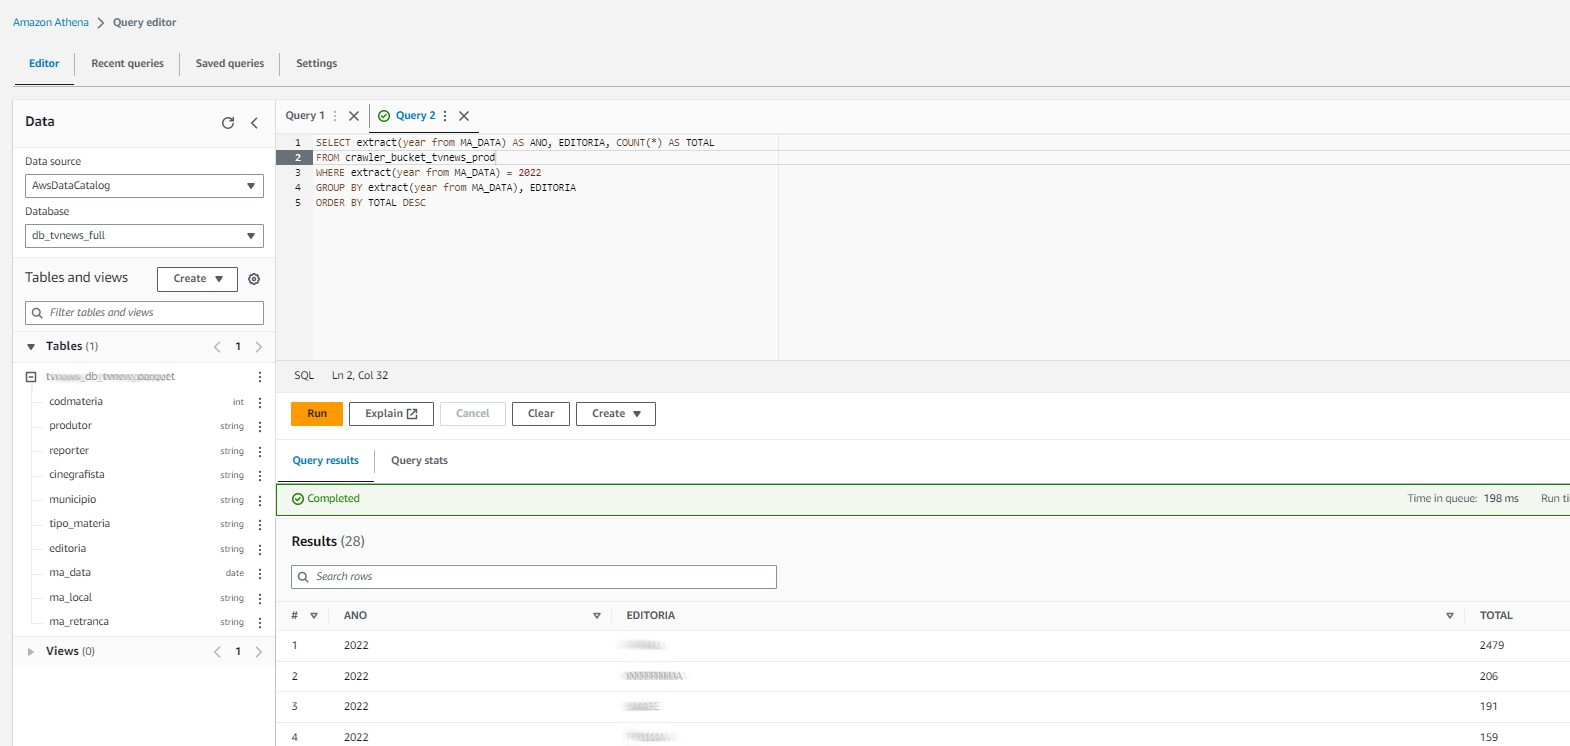 Amazon Athena > Query editor
Editor
Recent queries
Saved queries
Settings
Data
Data source
AwsDataCatalog
Database
db_tvnews_full
Tables and views
Create
Filter tables and views
Tables (1)
1
codmateria int
produtor string
reporter string
cinegrafista string
municipio string
tipo_materia string
editoria string
ma_data date
ma_local string
ma_retranca string
Views (0)
1
Query 1
Query 2
1 SELECT extract(year from MA_DATA) AS ANO, EDITORIA, COUNT(*) AS TOTAL
2 FROM crawler_bucket_tvnews_prod
3 WHERE extract(year from MA_DATA) = 2022
4 GROUP BY extract(year from MA_DATA), EDITORIA
5 ORDER BY TOTAL DESC
SQL Ln 2, Col 32
Run
Explain
Cancel
Clear
Create
Query results
Query stats
Completed
Time in queue: 198 ms
Run ti
Results (28)
Search rows
# ANO EDITORIA TOTAL
1 2022 2479
2 2022 206
3 2022 191
4 2022 159